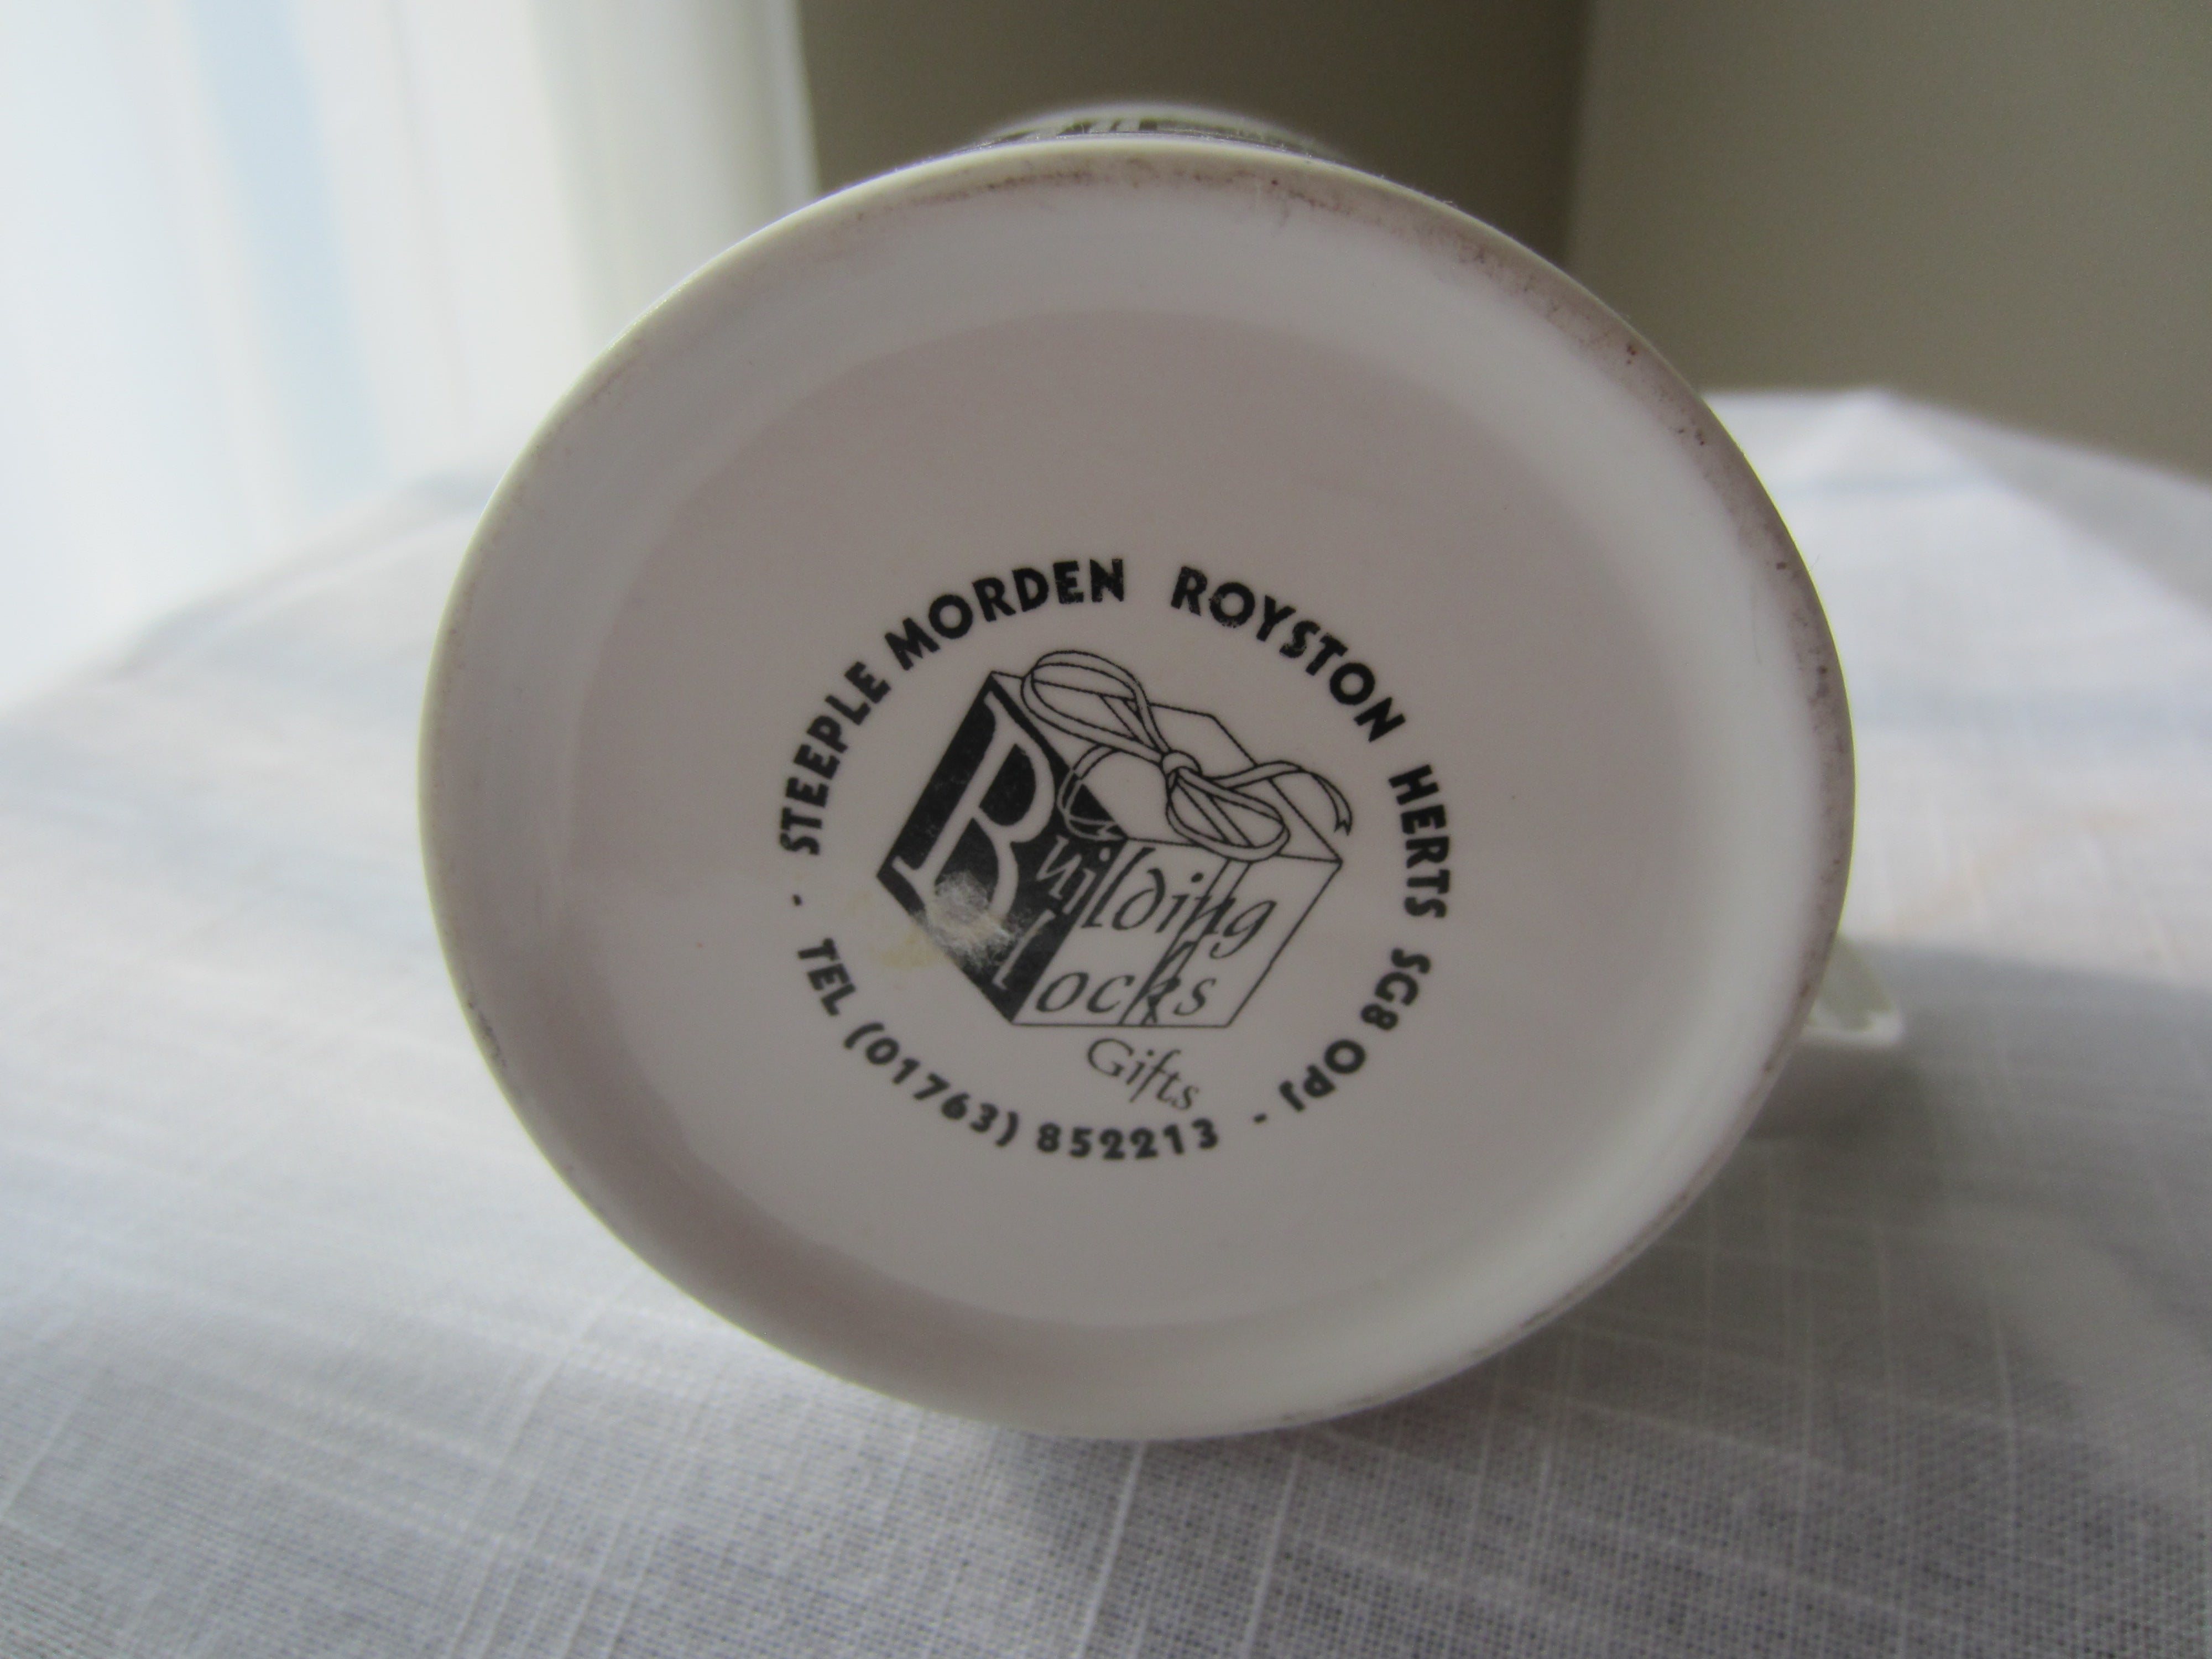 STEEPLE MORDEN ROYSTON HERTS SG8 0PJ - TEL (01763) 852213 -
Building
Blocks
Gifts